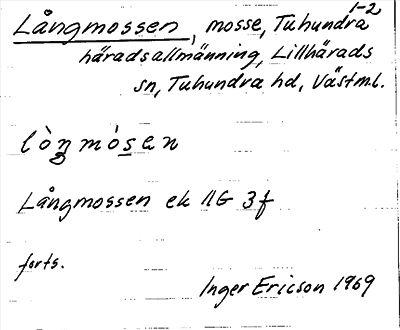 1-2
Långmossen, mosse, Tuhundra
häradsallmänning, Lillhärads
sn, Tuhundra hd, Västml.
lòŋmósen
Långmossen ek 11G 3f
forts.
Inger Ericson 1969